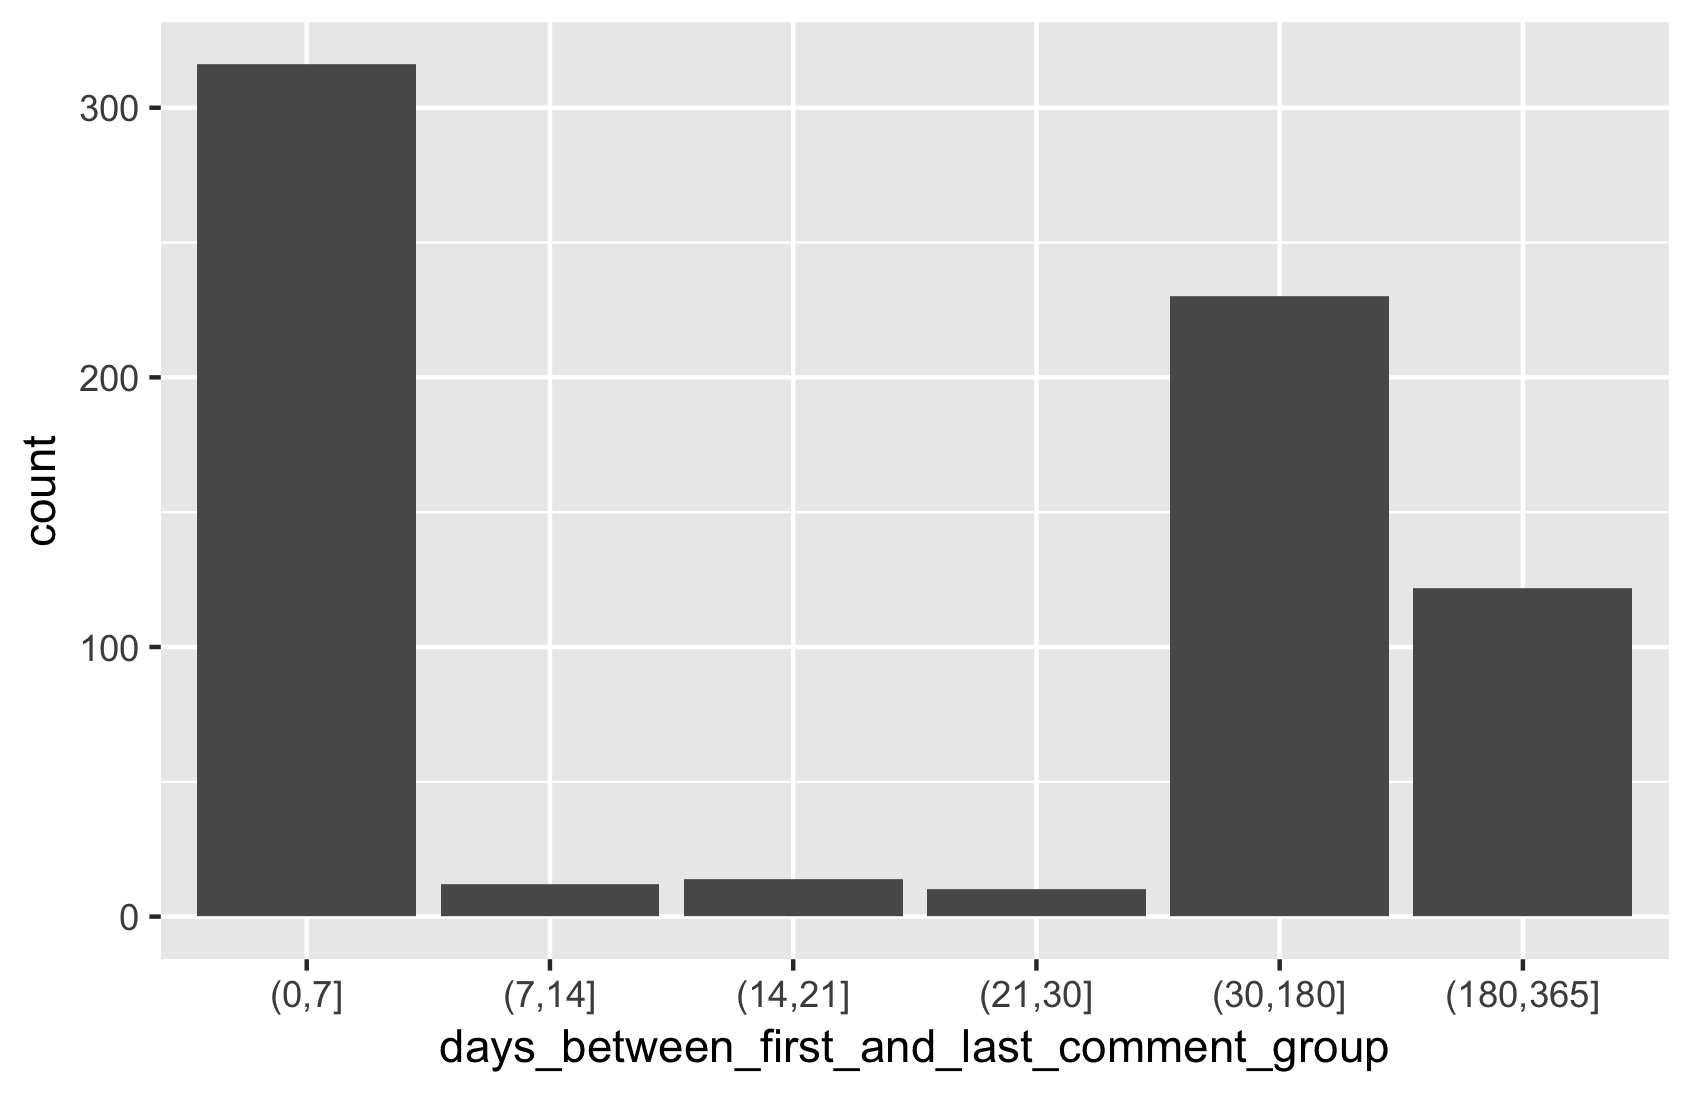 300
200
100
0
count
(0,7] (7,14] (14,21] (21,30] (30,180] (180,365]
days_between_first_and_last_comment_group